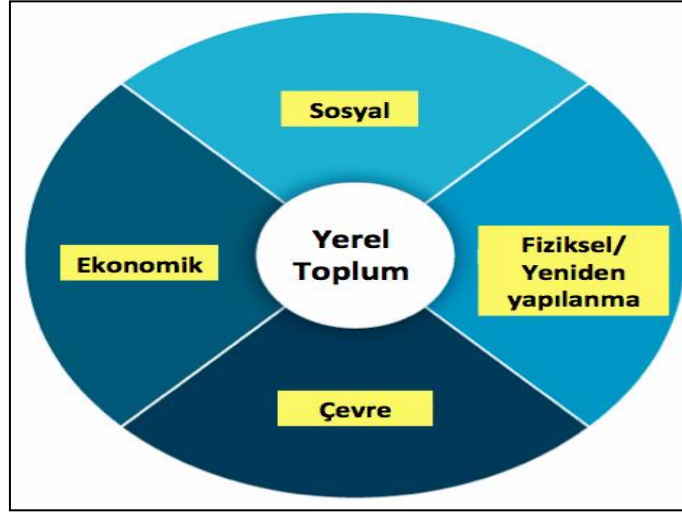 Sosyal
Ekonomik
Yerel
Toplum
Fiziksel/
Yeniden
yapılanma
Çevre